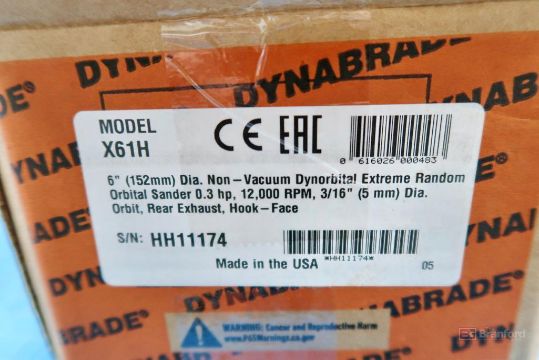 DYNABRADE®
DYNABRADE
MODEL
X61H
CE EAC
0 616026 000483
6" (152mm) Dia. Non-Vacuum Dynorbital Extreme Random
Orbital Sander 0.3 hp, 12,000 RPM, 3/16" (5 mm) Dia.
Orbit, Rear Exhaust, Hook-Face
S/N: HH11174
*HH11174*
Made in the USA
05
DYNABRADE®
WARNING: Cancer and Reproductive Harm
www.P65Warnings.ca.gov
Branford